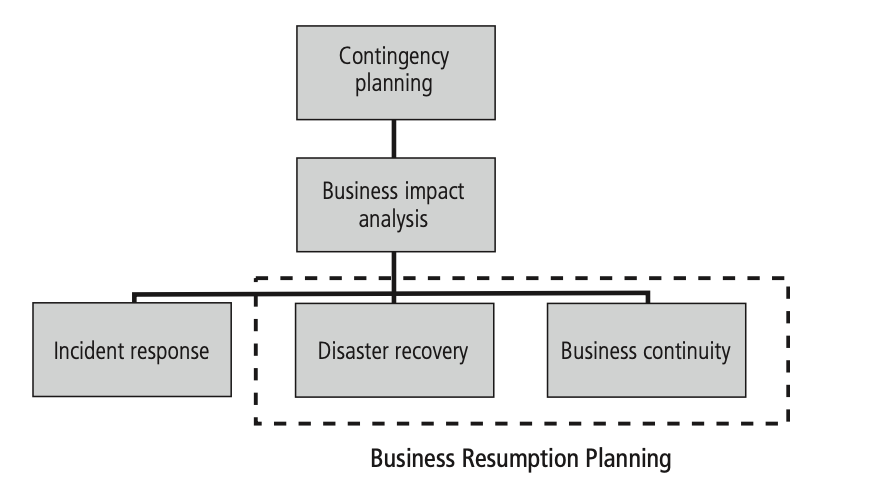 Contingency
planning
Business impact
analysis
Incident response
Disaster recovery
Business continuity
Business Resumption Planning